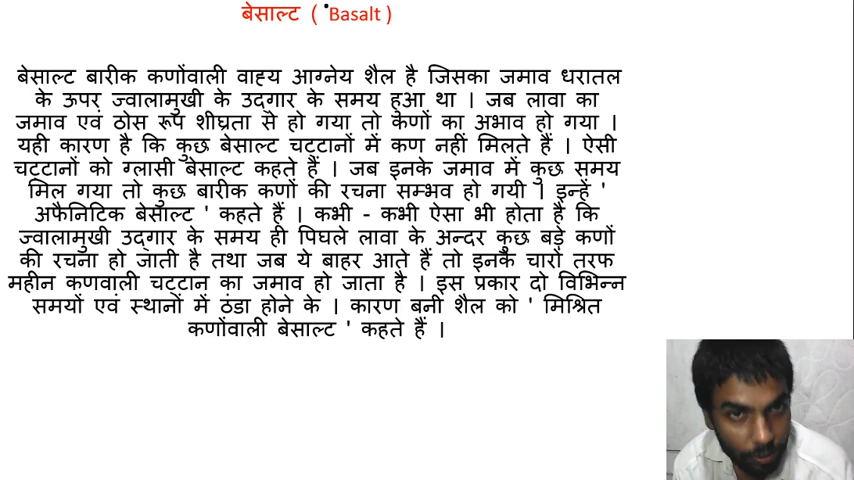 बेसाल्ट ( Basalt )
बेसाल्ट बारीक कणोंवाली वाह्य आग्नेय शैल है जिसका जमाव धरातल
के ऊपर ज्वालामुखी के उद्गार के समय हुआ था । जब लावा का
जमाव एवं ठोस रूप शीघ्रता से हो गया तो कणों का अभाव हो गया ।
यही कारण है कि कुछ बेसाल्ट चट्टानों में कण नहीं मिलते हैं । ऐसी
चट्टानों को ग्लासी बेसाल्ट कहते हैं । जब इनके जमाव में कुछ समय
मिल गया तो कुछ बारीक कणों की रचना सम्भव हो गयी । इन्हें '
अफैनिटिक बेसाल्ट ' कहते हैं । कभी - कभी ऐसा भी होता है कि
ज्वालामुखी उद्गार के समय ही पिघले लावा के अन्दर कुछ बड़े कणों
की रचना हो जाती है तथा जब ये बाहर आते हैं तो इनके चारों तरफ
महीन कणवाली चट्टान का जमाव हो जाता है । इस प्रकार दो विभिन्न
समयों एवं स्थानों में ठंडा होने के । कारण बनी शैल को ' मिश्रित
कणोंवाली बेसाल्ट ' कहते हैं ।